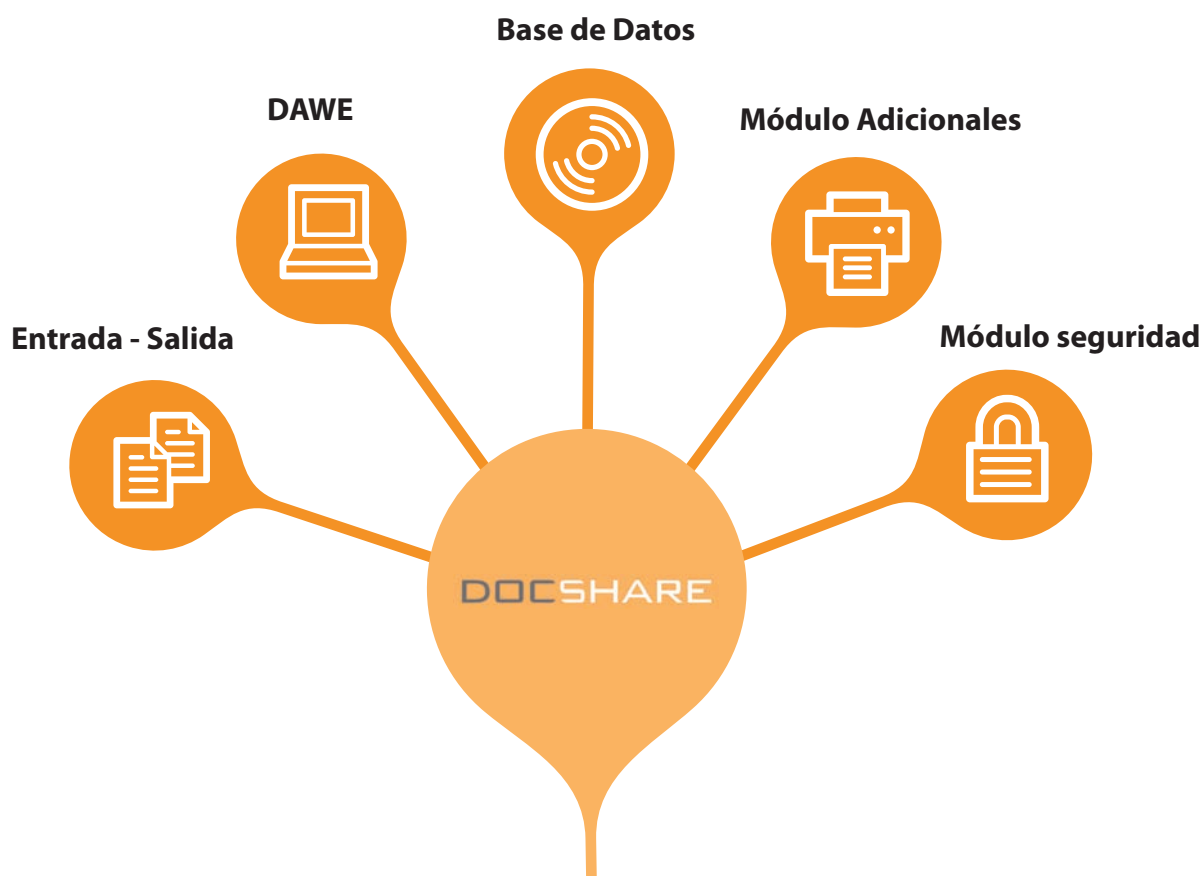 Base de Datos
DAWE
Módulo Adicionales
Entrada - Salida
Módulo seguridad
DOCSHARE